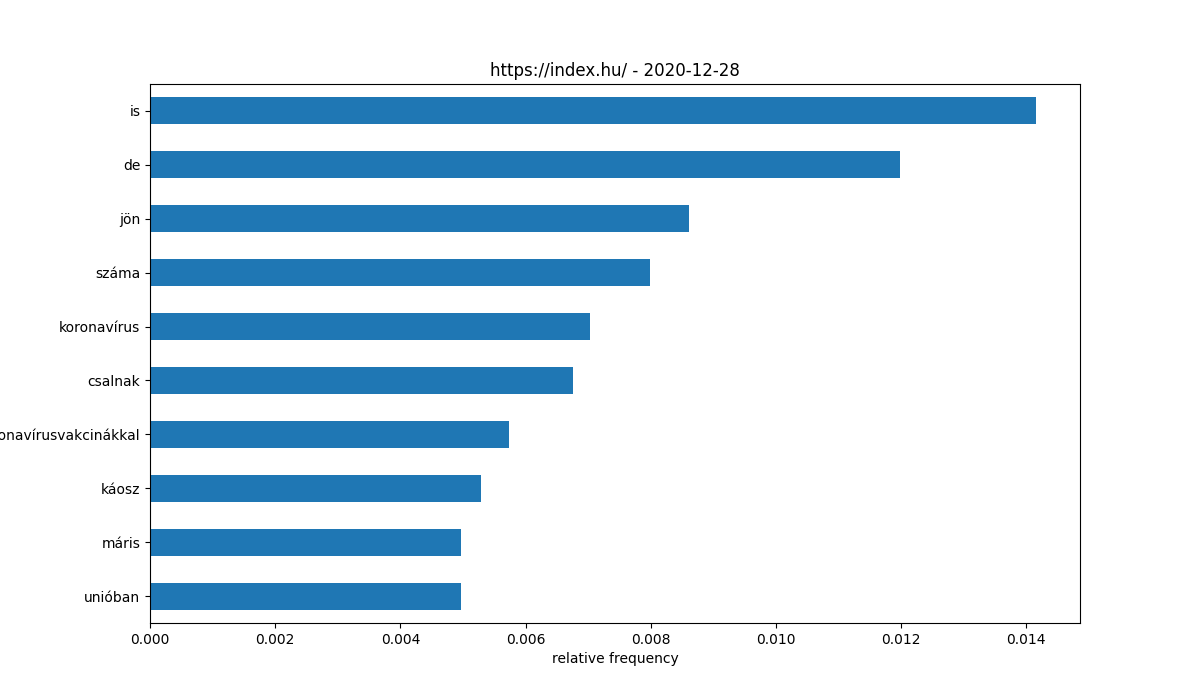 https://index.hu/ - 2020-12-28
is
de
jön
száma
koronavírus
csalnak
onavírusvakcinákkal
káosz
máris
unióban
0.000 0.002 0.004 0.006 0.008 0.010 0.012 0.014
relative frequency